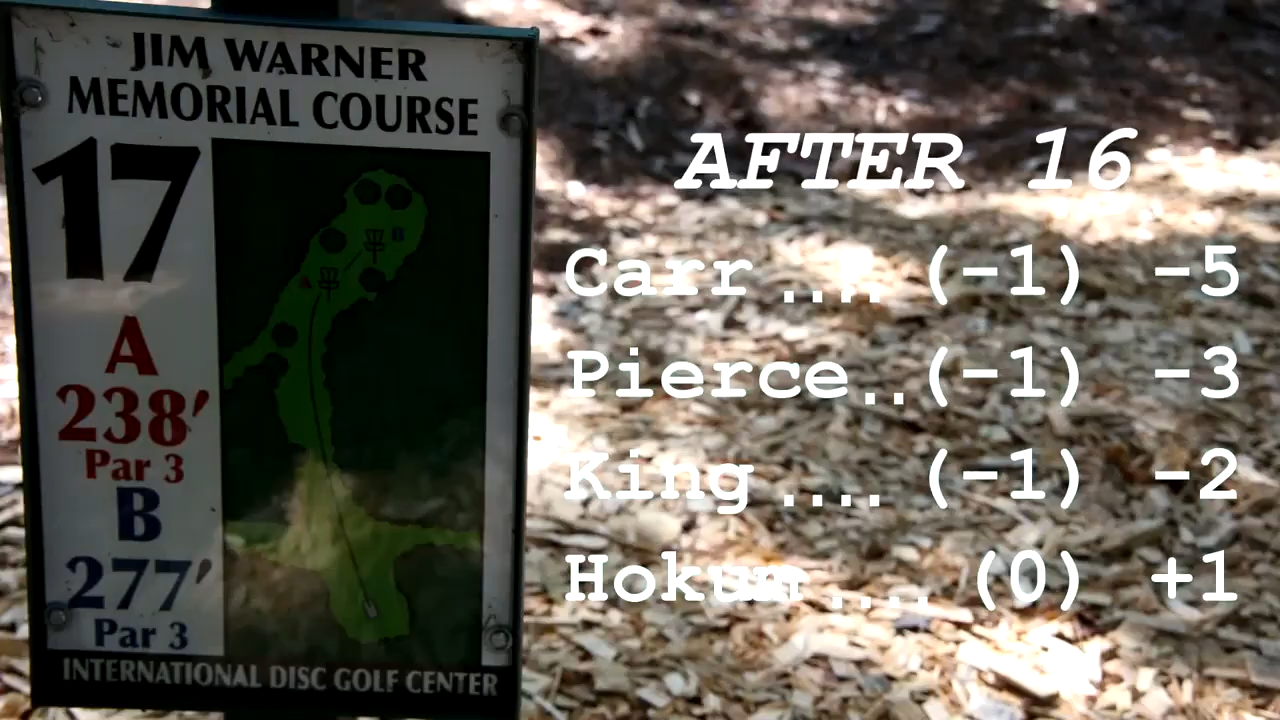 JIM WARNER
MEMORIAL COURSE
17
A
238'
Par 3
B
277'
Par 3
INTERNATIONAL DISC GOLF CENTER
AFTER 16
Carr .... (-1) -5
Pierce .. (-1) -3
King .... (-1) -2
Hokum .... (0) +1